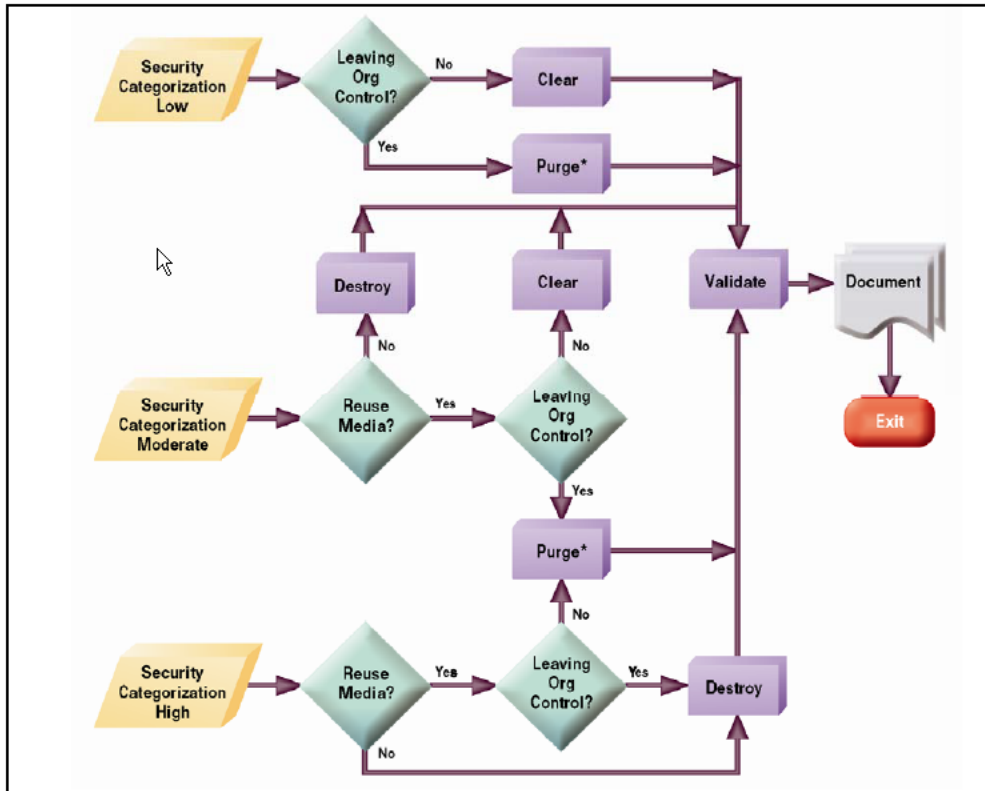 Security
Categorization
Low
Leaving
Org
Control?
No
Clear
Yes
Purge*
Destroy
Clear
Validate
Document
No
No
Security
Categorization
Moderate
Reuse
Media?
Yes
Leaving
Org
Control?
Exit
Yes
Purge*
No
Security
Categorization
High
Reuse
Media?
Yes
Leaving
Org
Control?
Yes
Destroy
No